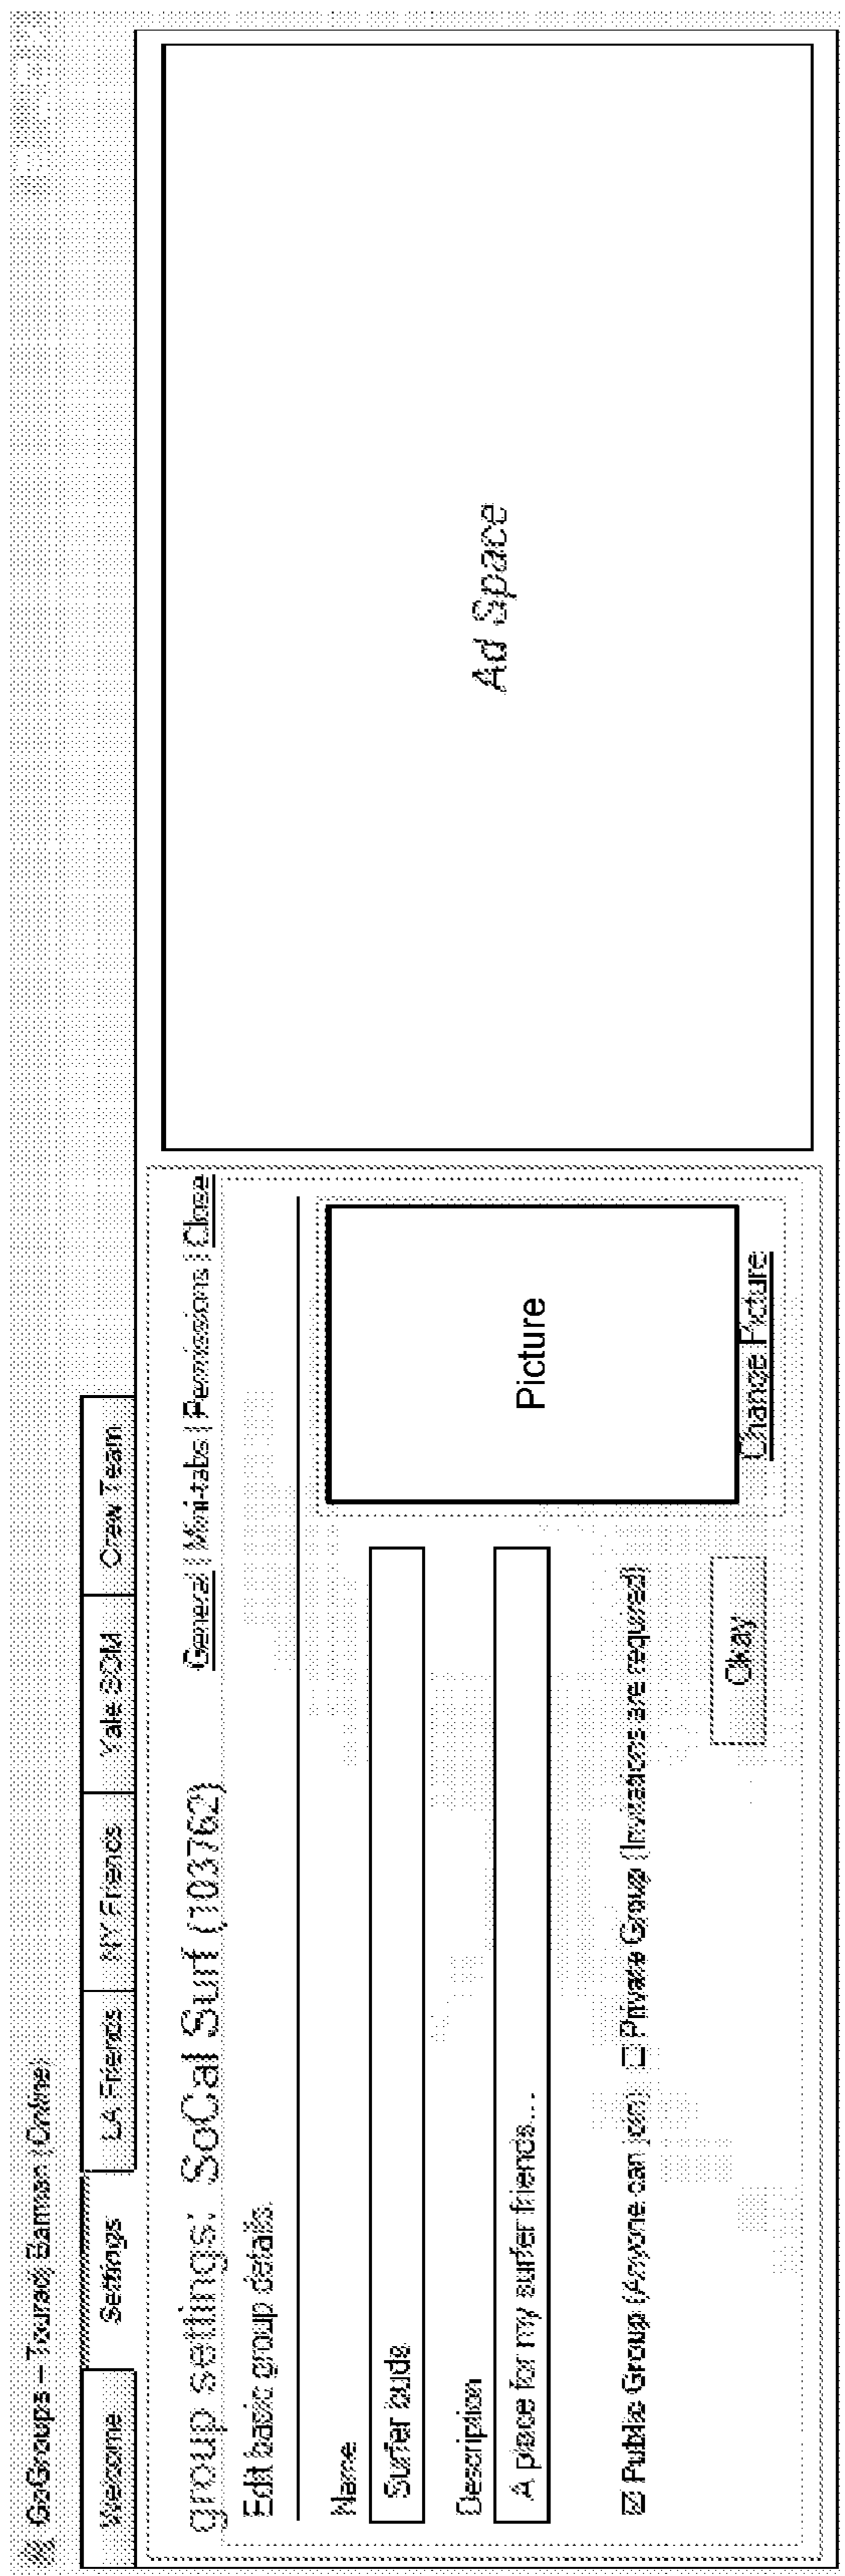 GoGroups – Touradj Barman (Online)
Welcome
Settings
LA Friends
NY Friends
Yale SOM
Crew Team
group settings: SoCal Surf (103762)
General | Mini-tabs | Permissions | Close
Edit basic group details.
Name
Surfer buds
Description
A place for my surfer friends...
Public Group (Anyone can join) Private Group (Invitations are required)
Okay
Picture
Change Picture
Ad Space